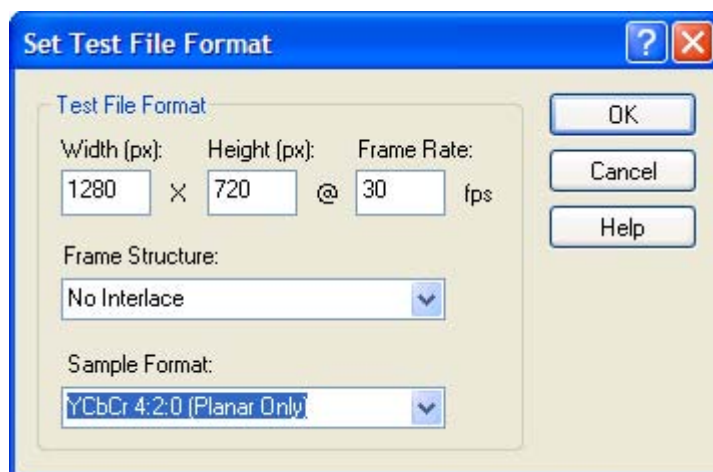 Set Test File Format
Test File Format
Width (px): Height (px): Frame Rate:
1280 X 720 @ 30 fps
Frame Structure:
No Interlace
Sample Format:
YCbCr 4:2:0 (Planar Only)
OK
Cancel
Help